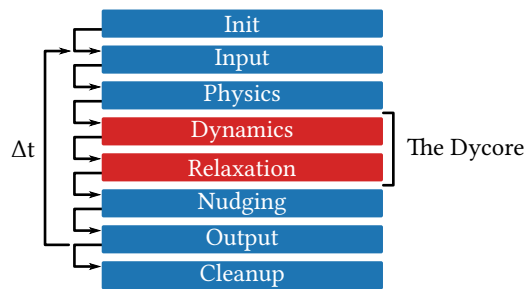 Init
Input
Physics
Dynamics
Relaxation
Nudging
Output
Cleanup
Δt
The Dycore